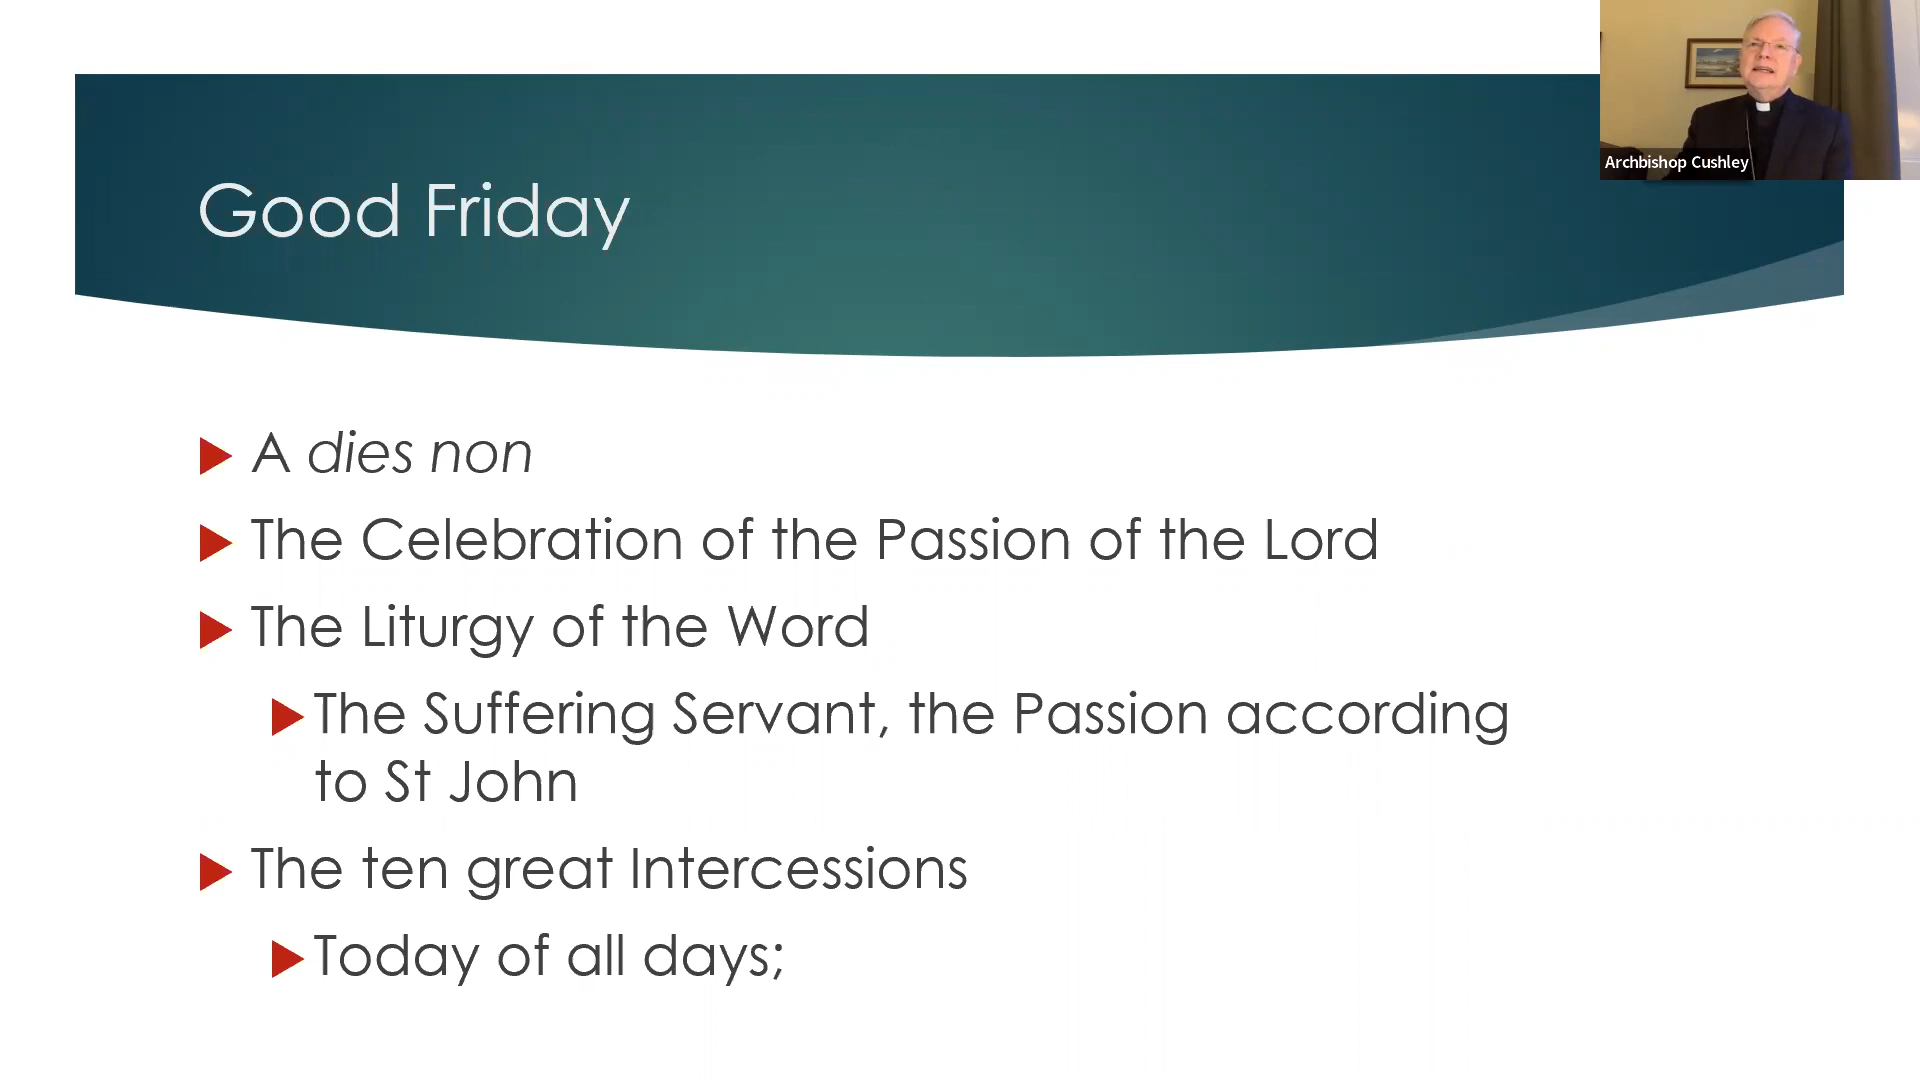 Archbishop Cushley
Good Friday
A dies non
The Celebration of the Passion of the Lord
The Liturgy of the Word
The Suffering Servant, the Passion according
to St John
The ten great Intercessions
Today of all days;